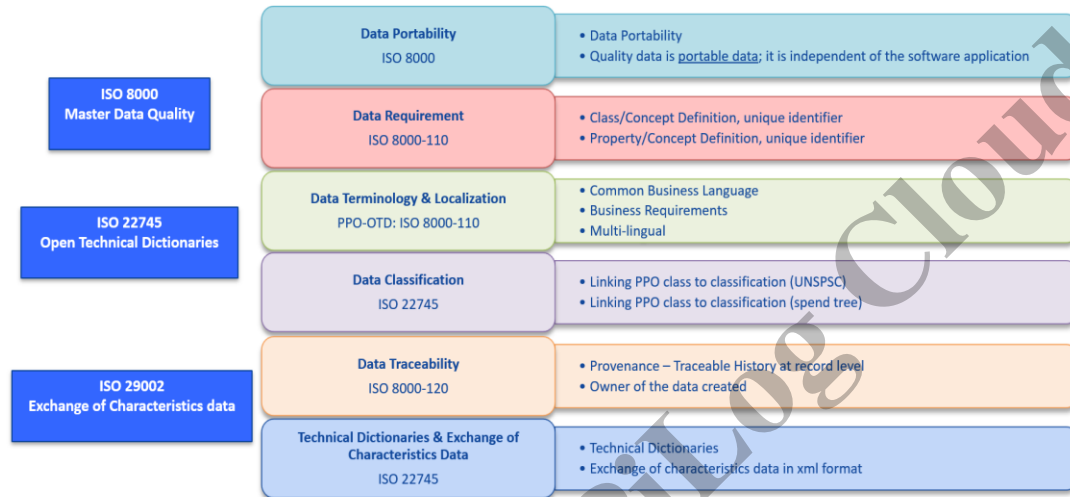 ISO 8000
Master Data Quality
ISO 22745
Open Technical Dictionaries
ISO 29002
Exchange of Characteristics data
Data Portability
ISO 8000
• Data Portability
• Quality data is portable data; it is independent of the software application
Data Requirement
ISO 8000-110
• Class/Concept Definition, unique identifier
• Property/Concept Definition, unique identifier
Data Terminology & Localization
PPO-OTD: ISO 8000-110
• Common Business Language
• Business Requirements
• Multi-lingual
Data Classification
ISO 22745
• Linking PPO class to classification (UNSPSC)
• Linking PPO class to classification (spend tree)
Data Traceability
ISO 8000-120
• Provenance – Traceable History at record level
• Owner of the data created
Technical Dictionaries & Exchange of
Characteristics Data
ISO 22745
• Technical Dictionaries
• Exchange of characteristics data in xml format
PiLog Cloud